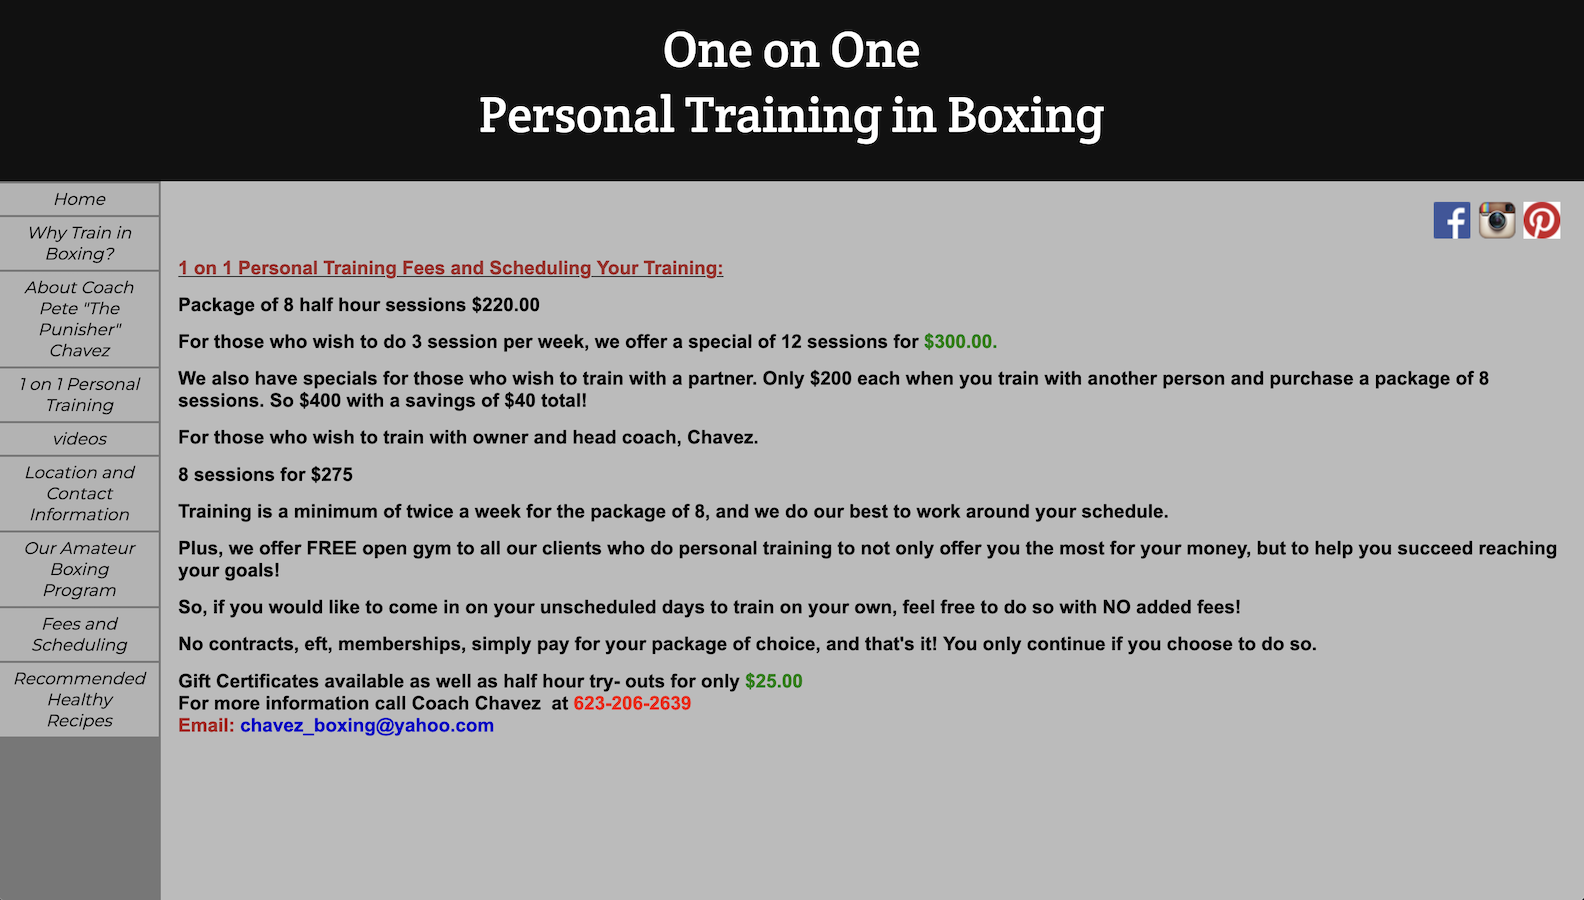 One on One
Personal Training in Boxing
Home
Why Train in
Boxing?
About Coach
Pete "The
Punisher"
Chavez
1 on 1 Personal
Training
videos
Location and
Contact
Information
Our Amateur
Boxing
Program
Fees and
Scheduling
Recommended
Healthy
Recipes
1 on 1 Personal Training Fees and Scheduling Your Training:
Package of 8 half hour sessions $220.00
For those who wish to do 3 session per week, we offer a special of 12 sessions for $300.00.
We also have specials for those who wish to train with a partner. Only $200 each when you train with another person and purchase a package of 8
sessions. So $400 with a savings of $40 total!
For those who wish to train with owner and head coach, Chavez.
8 sessions for $275
Training is a minimum of twice a week for the package of 8, and we do our best to work around your schedule.
Plus, we offer FREE open gym to all our clients who do personal training to not only offer you the most for your money, but to help you succeed reaching
your goals!
So, if you would like to come in on your unscheduled days to train on your own, feel free to do so with NO added fees!
No contracts, eft, memberships, simply pay for your package of choice, and that's it! You only continue if you choose to do so.
Gift Certificates available as well as half hour try- outs for only $25.00
For more information call Coach Chavez  at 623-206-2639
Email: chavez_boxing@yahoo.com